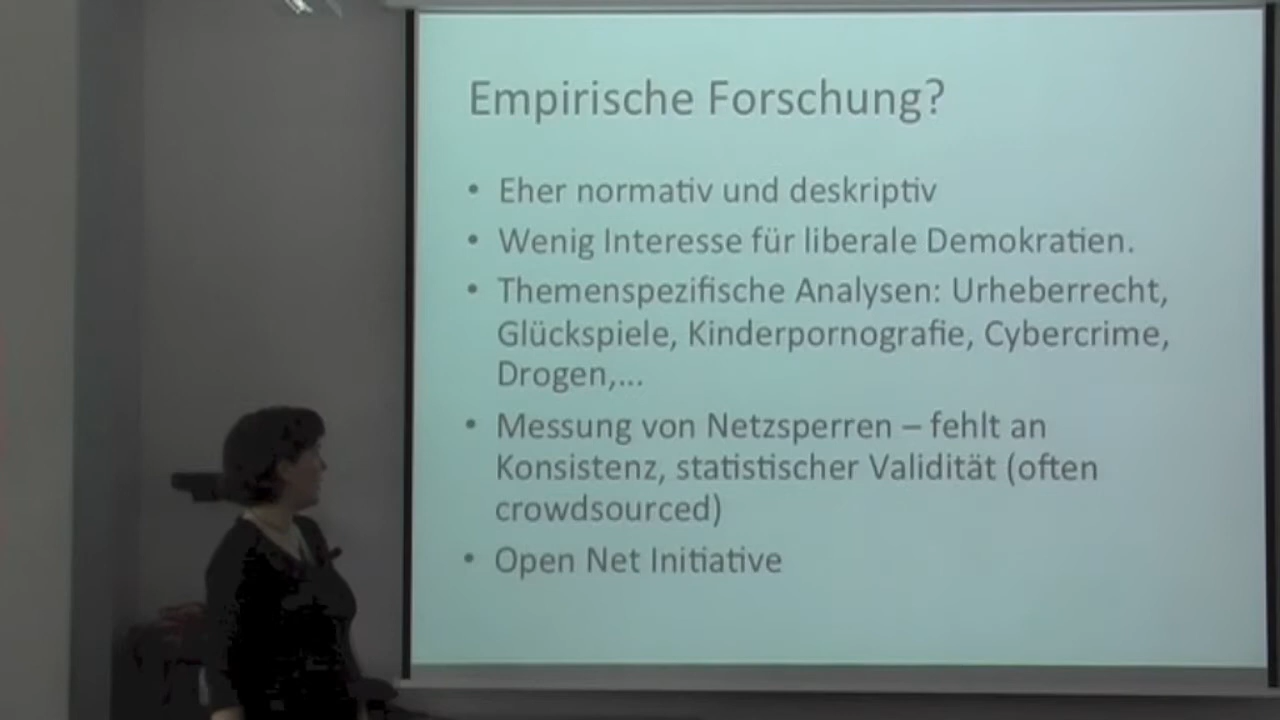 Empirische Forschung?
• Eher normativ und deskriptiv
• Wenig Interesse für liberale Demokratien.
• Themenspezifische Analysen: Urheberrecht,
Glückspiele, Kinderpornografie, Cybercrime,
Drogen,...
• Messung von Netzsperren – fehlt an
Konsistenz, statistischer Validität (often
crowdsourced)
• Open Net Initiative